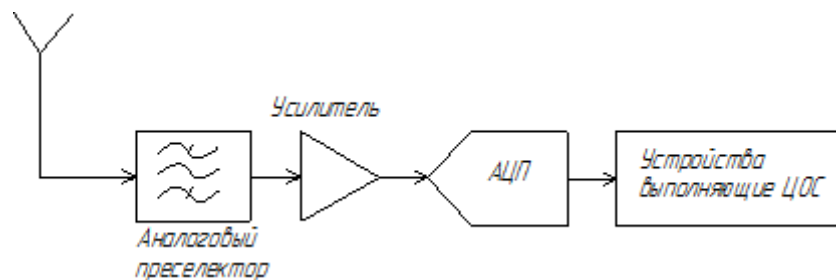 Усилитель
Аналоговый
преселектор
АЦП
Устройства
выполняющие ЦОС